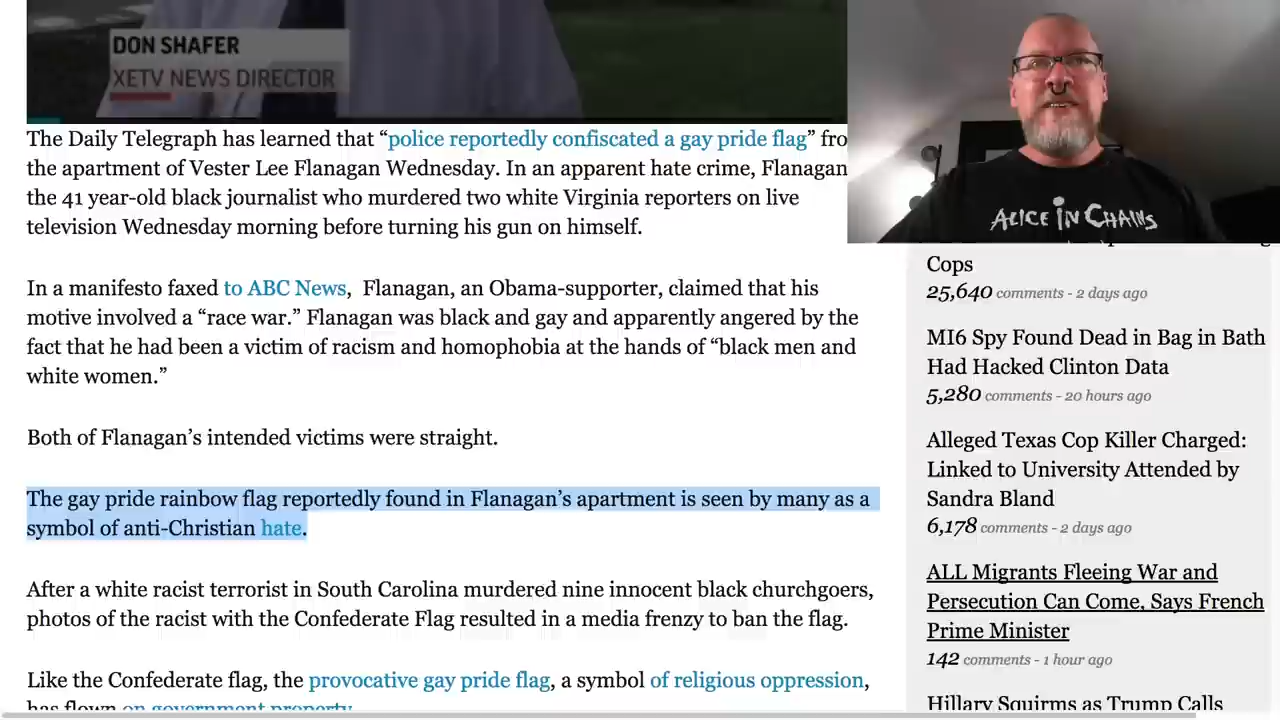 DON SHAFER
XETV NEWS DIRECTOR
The Daily Telegraph has learned that “police reportedly confiscated a gay pride flag” fro
the apartment of Vester Lee Flanagan Wednesday. In an apparent hate crime, Flanagan
the 41 year-old black journalist who murdered two white Virginia reporters on live
television Wednesday morning before turning his gun on himself.
In a manifesto faxed to ABC News, Flanagan, an Obama-supporter, claimed that his
motive involved a “race war.” Flanagan was black and gay and apparently angered by the
fact that he had been a victim of racism and homophobia at the hands of “black men and
white women.”
Both of Flanagan’s intended victims were straight.
The gay pride rainbow flag reportedly found in Flanagan’s apartment is seen by many as a
symbol of anti-Christian hate.
After a white racist terrorist in South Carolina murdered nine innocent black churchgoers,
photos of the racist with the Confederate Flag resulted in a media frenzy to ban the flag.
Like the Confederate flag, the provocative gay pride flag, a symbol of religious oppression,
has flown on government property.
ALICE IN CHAINS
Cops
25,640 comments - 2 days ago
MI6 Spy Found Dead in Bag in Bath
Had Hacked Clinton Data
5,280 comments - 20 hours ago
Alleged Texas Cop Killer Charged:
Linked to University Attended by
Sandra Bland
6,178 comments - 2 days ago
ALL Migrants Fleeing War and
Persecution Can Come, Says French
Prime Minister
142 comments - 1 hour ago
Hillary Squirms as Trump Calls